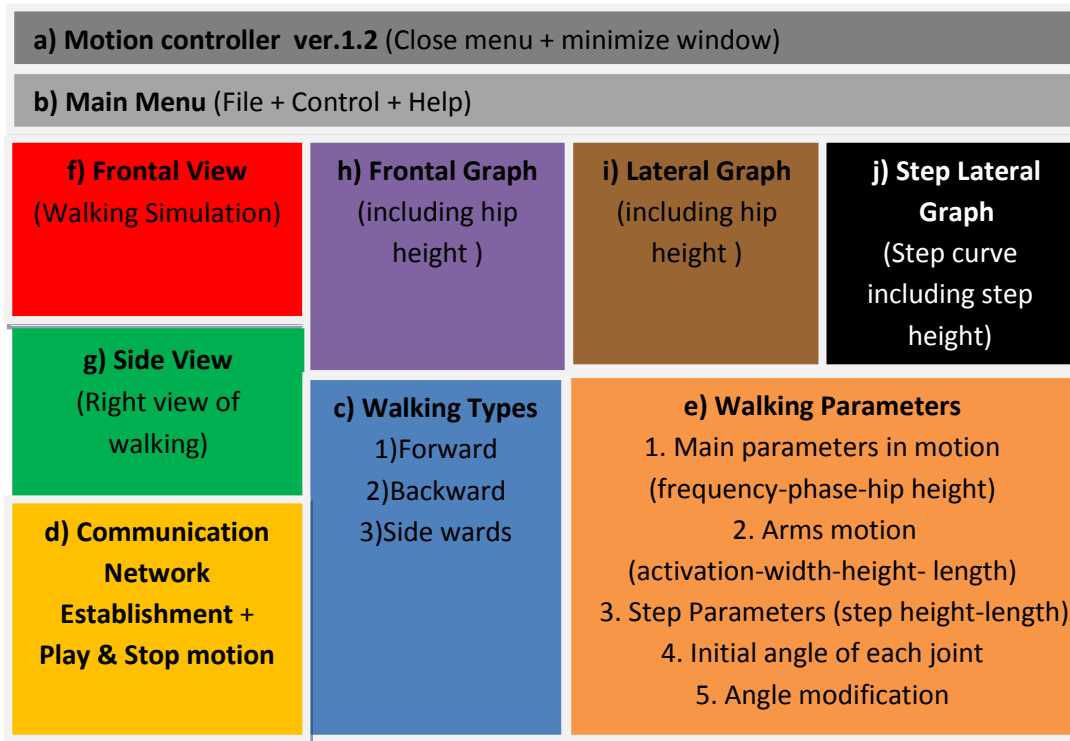 a) Motion controller ver.1.2 (Close menu + minimize window)
b) Main Menu (File + Control + Help)
f) Frontal View
(Walking Simulation)
h) Frontal Graph
(including hip
height )
i) Lateral Graph
(including hip
height )
j) Step Lateral
Graph
(Step curve
including step
height)
g) Side View
(Right view of
walking)
c) Walking Types
1)Forward
2)Backward
3)Side wards
e) Walking Parameters
1. Main parameters in motion
(frequency-phase-hip height)
2. Arms motion
(activation-width-height- length)
3. Step Parameters (step height-length)
4. Initial angle of each joint
5. Angle modification
d) Communication
Network
Establishment +
Play & Stop motion